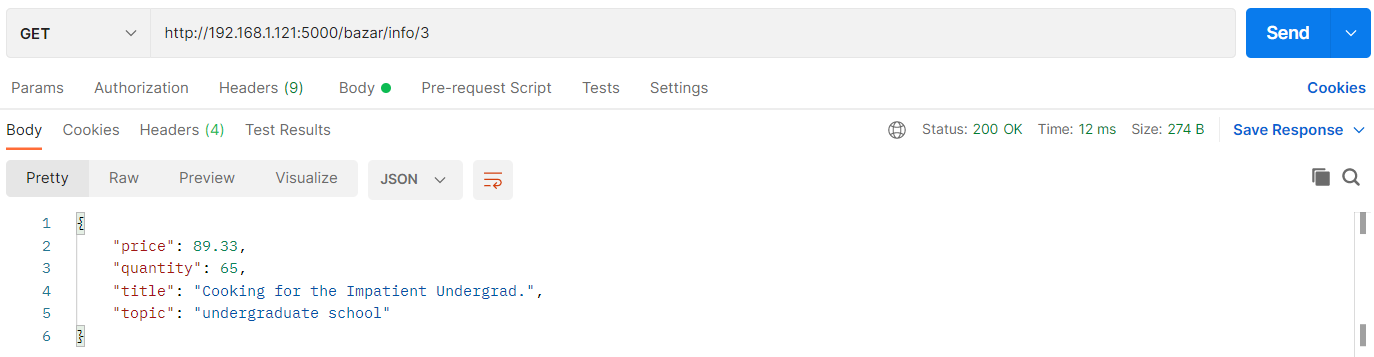 GET http://192.168.1.121:5000/bazar/info/3 Send
Params Authorization Headers (9) Body Pre-request Script Tests Settings Cookies
Body Cookies Headers (4) Test Results Status: 200 OK Time: 12 ms Size: 274 B Save Response
Pretty Raw Preview Visualize JSON
1 {
2 "price": 89.33,
3 "quantity": 65,
4 "title": "Cooking for the Impatient Undergrad.",
5 "topic": "undergraduate school"
6 }